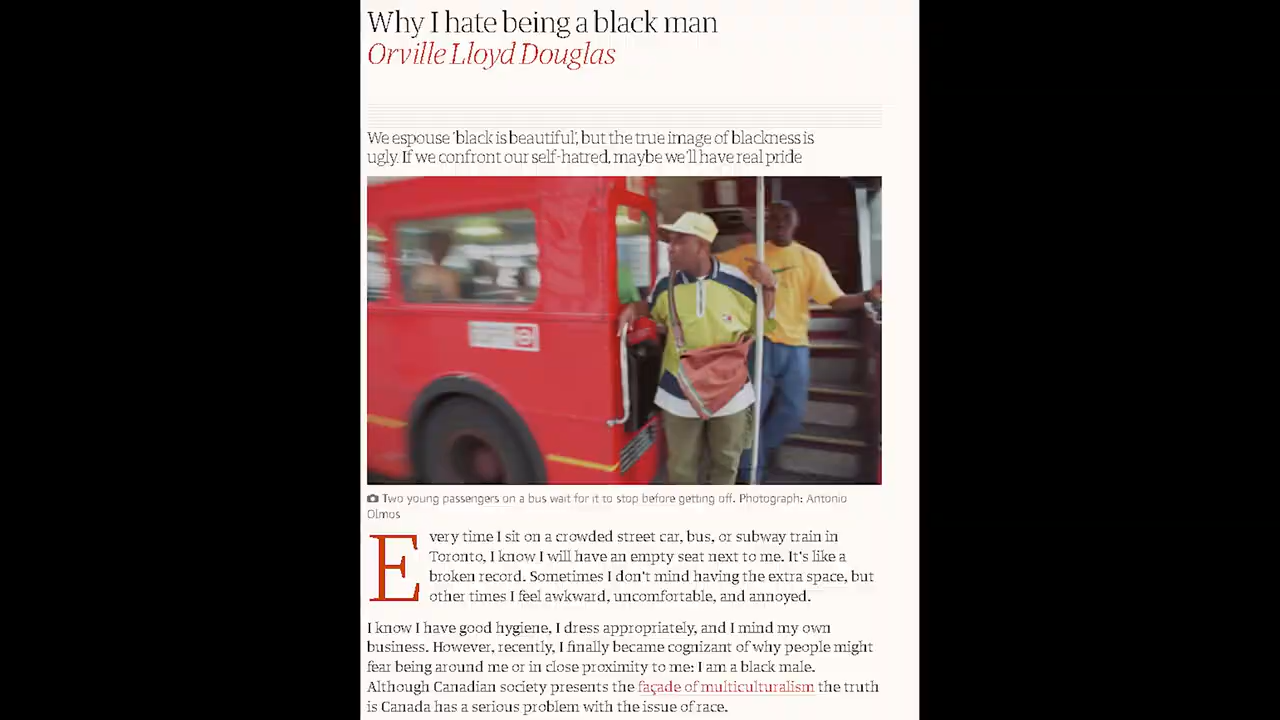 Why I hate being a black man
Orville Lloyd Douglas
We espouse 'black is beautiful', but the true image of blackness is
ugly. If we confront our self-hatred, maybe we'll have real pride
Two young passengers on a bus wait for it to stop before getting off. Photograph: Antonio
Olmos
Every time I sit on a crowded street car, bus, or subway train in
Toronto, I know I will have an empty seat next to me. It's like a
broken record. Sometimes I don't mind having the extra space, but
other times I feel awkward, uncomfortable, and annoyed.
I know I have good hygiene, I dress appropriately, and I mind my own
business. However, recently, I finally became cognizant of why people might
fear being around me or in close proximity to me: I am a black male.
Although Canadian society presents the façade of multiculturalism the truth
is Canada has a serious problem with the issue of race.